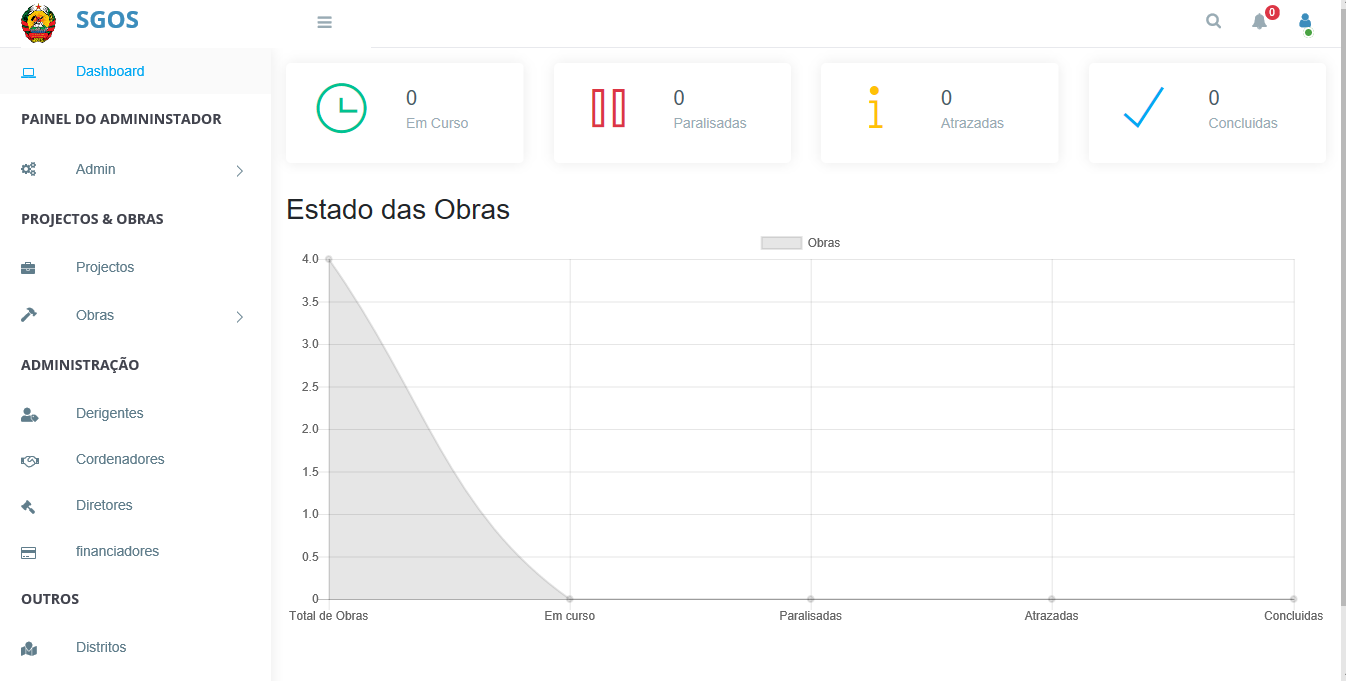 SGOS
0
Dashboard
PAINEL DO ADMININSTADOR
Admin
PROJECTOS & OBRAS
Projectos
Obras
ADMINISTRAÇÃO
Derigentes
Cordenadores
Diretores
financiadores
OUTROS
Distritos
0
Em Curso
0
Paralisadas
0
Atrazadas
0
Concluidas
Estado das Obras
Obras
4.0
3.5
3.0
2.5
2.0
1.5
1.0
0.5
0
Total de Obras Em curso Paralisadas Atrazadas Concluidas